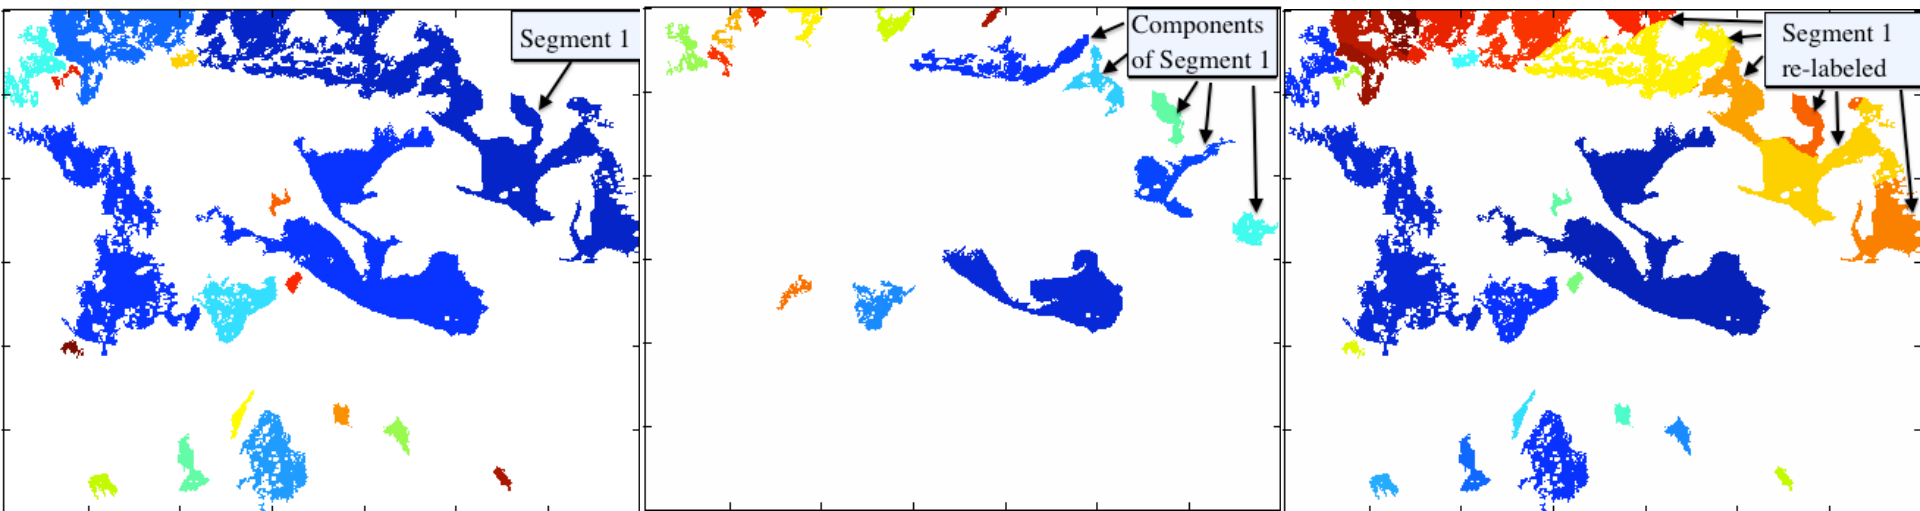 Segment 1
Components
of Segment 1
Segment 1
re-labeled